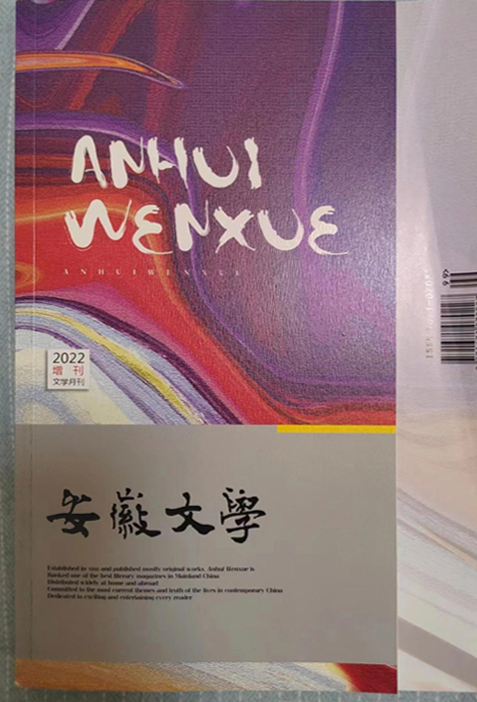 ANHUI
WENXUE
ANHUIWENXUE
2022
增刊
文学月刊
安徽文學
Established in and published mostly original works. Anhui Wenxue is
Ranked one of the best literary magazines in Mainland China
Distributed widely at home and abroad
Committed to the most current themes and truth of the lives in contemporary China
Dedicated to exciting and entertaining every reader